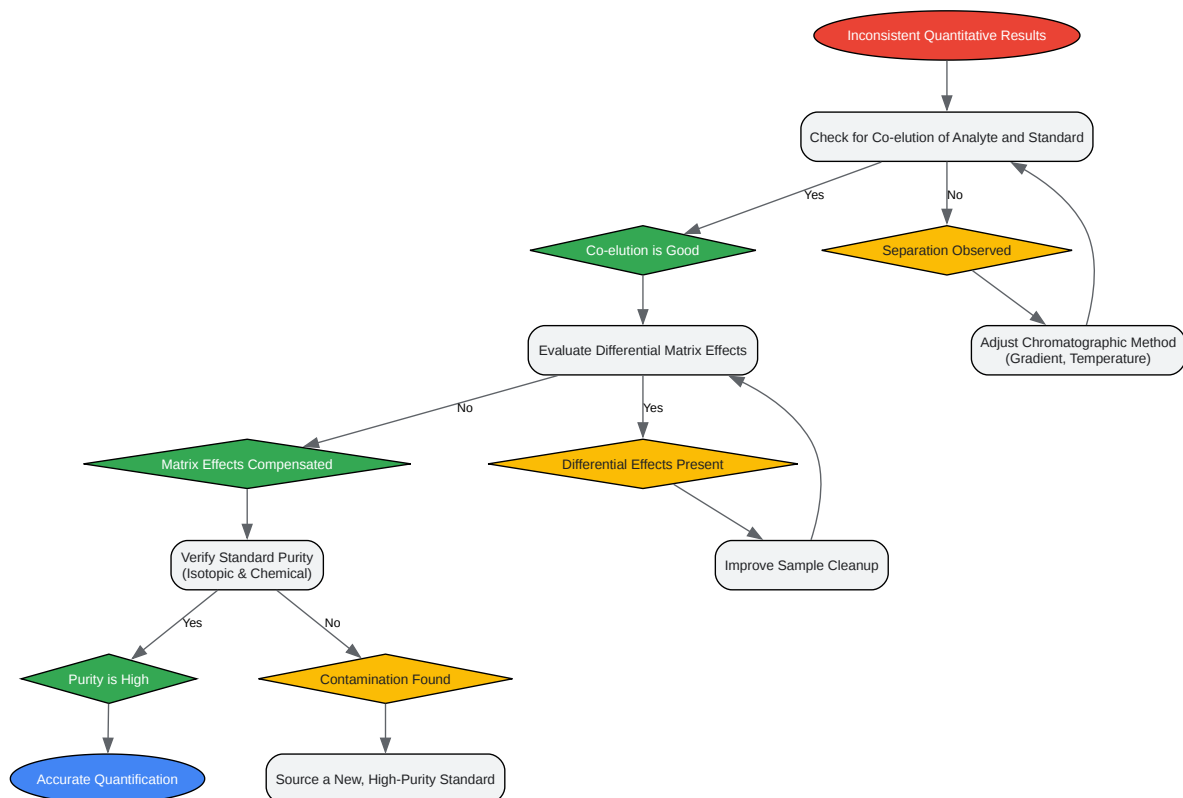 Inconsistent Quantitative Results
Check for Co-elution of Analyte and Standard
Yes
No
Co-elution is Good
Separation Observed
Adjust Chromatographic Method
(Gradient, Temperature)
Evaluate Differential Matrix Effects
No
Yes
Matrix Effects Compensated
Differential Effects Present
Verify Standard Purity
(Isotopic & Chemical)
Improve Sample Cleanup
Yes
No
Purity is High
Contamination Found
Accurate Quantification
Source a New, High-Purity Standard